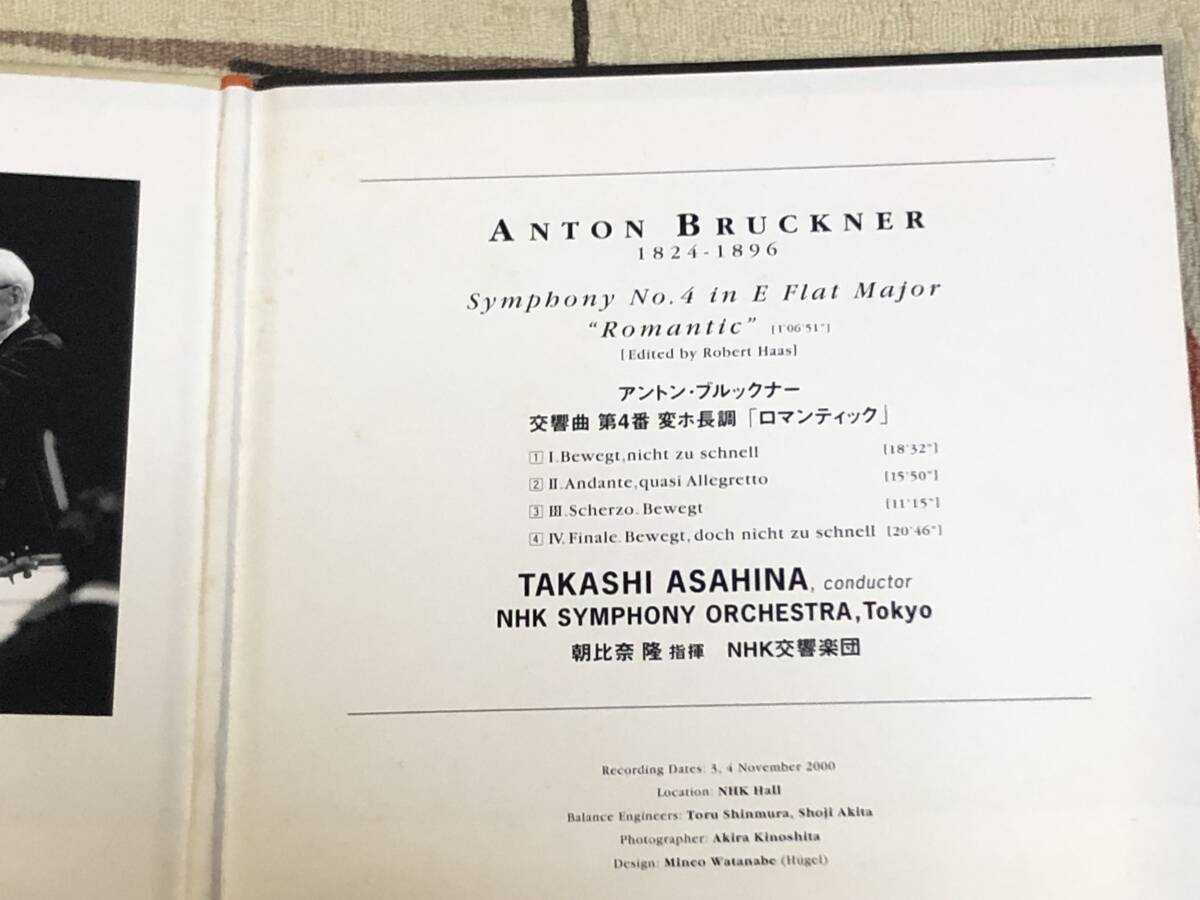 ANTON BRUCKNER
1824-1896
Symphony No.4 in E Flat Major
"Romantic" [1'06'51"]
[Edited by Robert Haas]
アントン・ブルックナー
交響曲 第4番 変ホ長調「ロマンティック」
1 I.Bewegt,nicht zu schnell [18'32"]
2 II.Andante,quasi Allegretto [15'50"]
3 III.Scherzo.Bewegt [11'15"]
4 IV.Finale.Bewegt, doch nicht zu schnell [20'46"]
TAKASHI ASAHINA, conductor
NHK SYMPHONY ORCHESTRA,Tokyo
朝比奈 隆 指揮 NHK交響楽団
Recording Dates: 3, 4 November 2000
Location: NHK Hall
Balance Engineers: Toru Shinmura, Shoji Akita
Photographer: Akira Kinoshita
Design: Mineo Watanabe (Hügel)